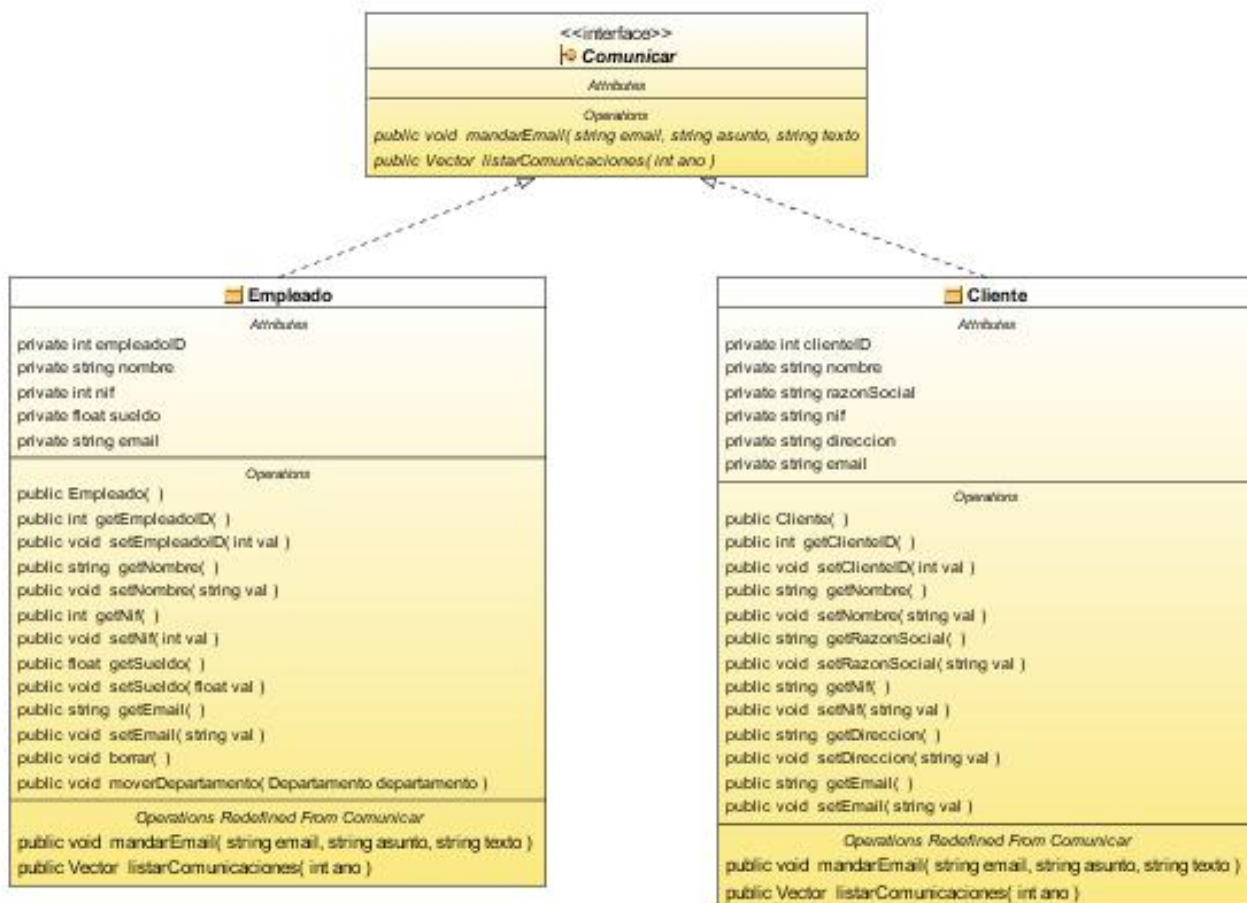 <<interface>>
Comunicar
Attributes
Operations
public void mandarEmail( string email, string asunto, string texto
public Vector listarComunicaciones( int ano )
Empleado
Attributes
private int empleadoID
private string nombre
private int nif
private float sueldo
private string email
Operations
public Empleado( )
public int getEmpleadoID( )
public void setEmpleadoID( int val )
public string getNombre( )
public void setNombre( string val )
public int getNif( )
public void setNif( int val )
public float getSueldo( )
public void setSueldo( float val )
public string getEmail( )
public void setEmail( string val )
public void borrar( )
public void moverDepartamento( Departamento departamento )
Operations Redefined From Comunicar
public void mandarEmail( string email, string asunto, string texto )
public Vector listarComunicaciones( int ano )
Cliente
Attributes
private int clienteID
private string nombre
private string razonSocial
private string nif
private string direccion
private string email
Operations
public Cliente( )
public int getClienteID( )
public void setClienteID( int val )
public string getNombre( )
public void setNombre( string val )
public string getRazonSocial( )
public void setRazonSocial( string val )
public string getNif( )
public void setNif( string val )
public string getDireccion( )
public void setDireccion( string val )
public string getEmail( )
public void setEmail( string val )
Operations Redefined From Comunicar
public void mandarEmail( string email, string asunto, string texto )
public Vector listarComunicaciones( int ano )